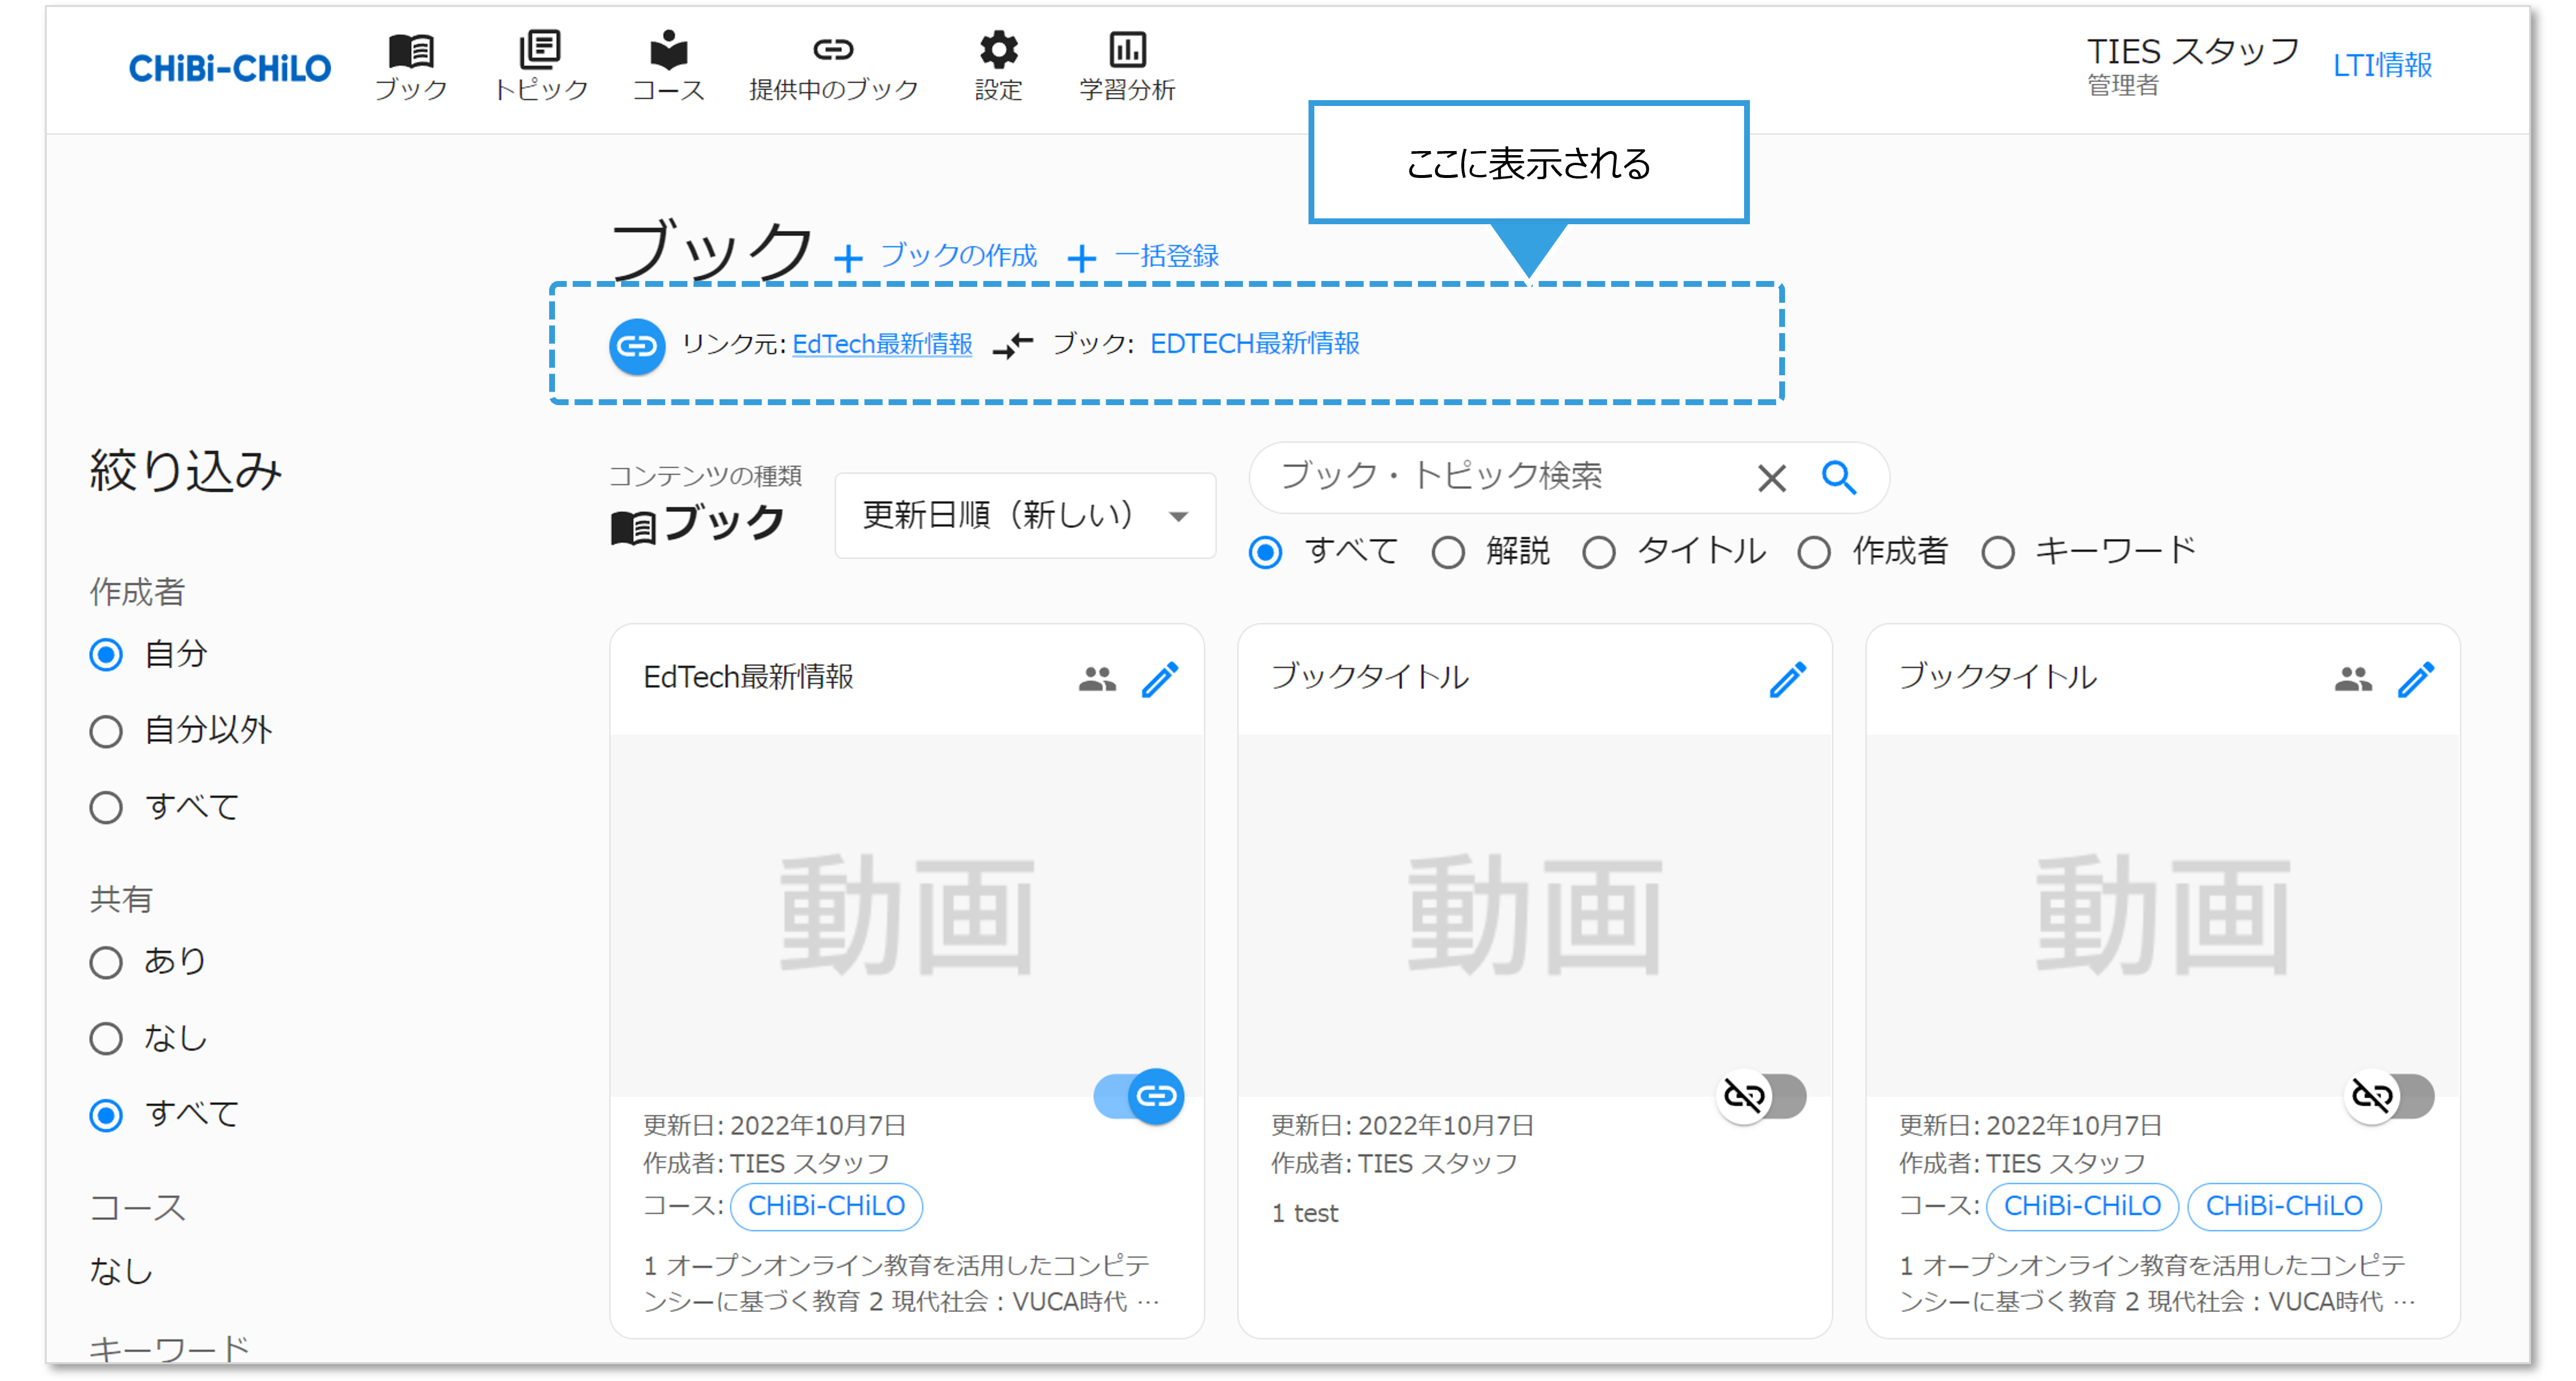 CHiBi-CHiLO
ブック
トピック
コース
提供中のブック
設定
学習分析
TIES スタッフ
管理者
LTI情報
ここに表示される
ブック
ブックの作成
一括登録
リンク元: EdTech最新情報 ブック: EDTECH最新情報
絞り込み
作成者
自分
自分以外
すべて
共有
あり
なし
すべて
コース
なし
キーワード
コンテンツの種類
ブック
更新日順（新しい）
ブック・トピック検索
すべて 解説 タイトル 作成者 キーワード
EdTech最新情報
動画
更新日: 2022年10月7日
作成者: TIES スタッフ
コース: CHiBi-CHiLO
1 オープンオンライン教育を活用したコンピテ
ンシーに基づく教育 2 現代社会：VUCA時代 …
ブックタイトル
動画
更新日: 2022年10月7日
作成者: TIES スタッフ
1 test
ブックタイトル
動画
更新日: 2022年10月7日
作成者: TIES スタッフ
コース: CHiBi-CHiLO CHiBi-CHiLO
1 オープンオンライン教育を活用したコンピテ
ンシーに基づく教育 2 現代社会：VUCA時代 …